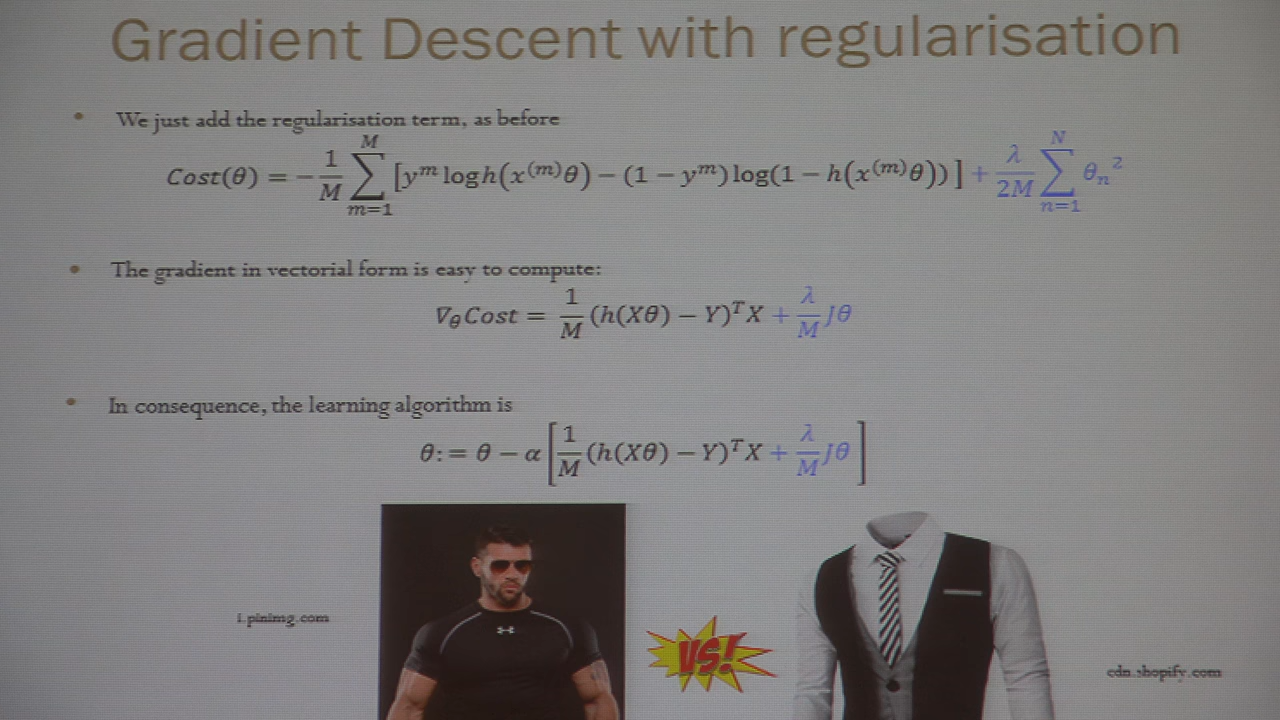 Gradient Descent with regularisation
• We just add the regularisation term, as before
Cost(θ) = −1/M ∑_{m=1}^{M} [y^m log h(x^{(m)}θ) − (1 − y^m) log(1 − h(x^{(m)}θ))] + λ/2M ∑_{n=1}^{N} θ_n²
• The gradient in vectorial form is easy to compute:
∇_θ Cost = 1/M (h(Xθ) − Y)^T X + λ/M Jθ
• In consequence, the learning algorithm is
θ := θ − α [1/M (h(Xθ) − Y)^T X + λ/M Jθ]
i.pinimg.com
VS!
cdn.shopify.com